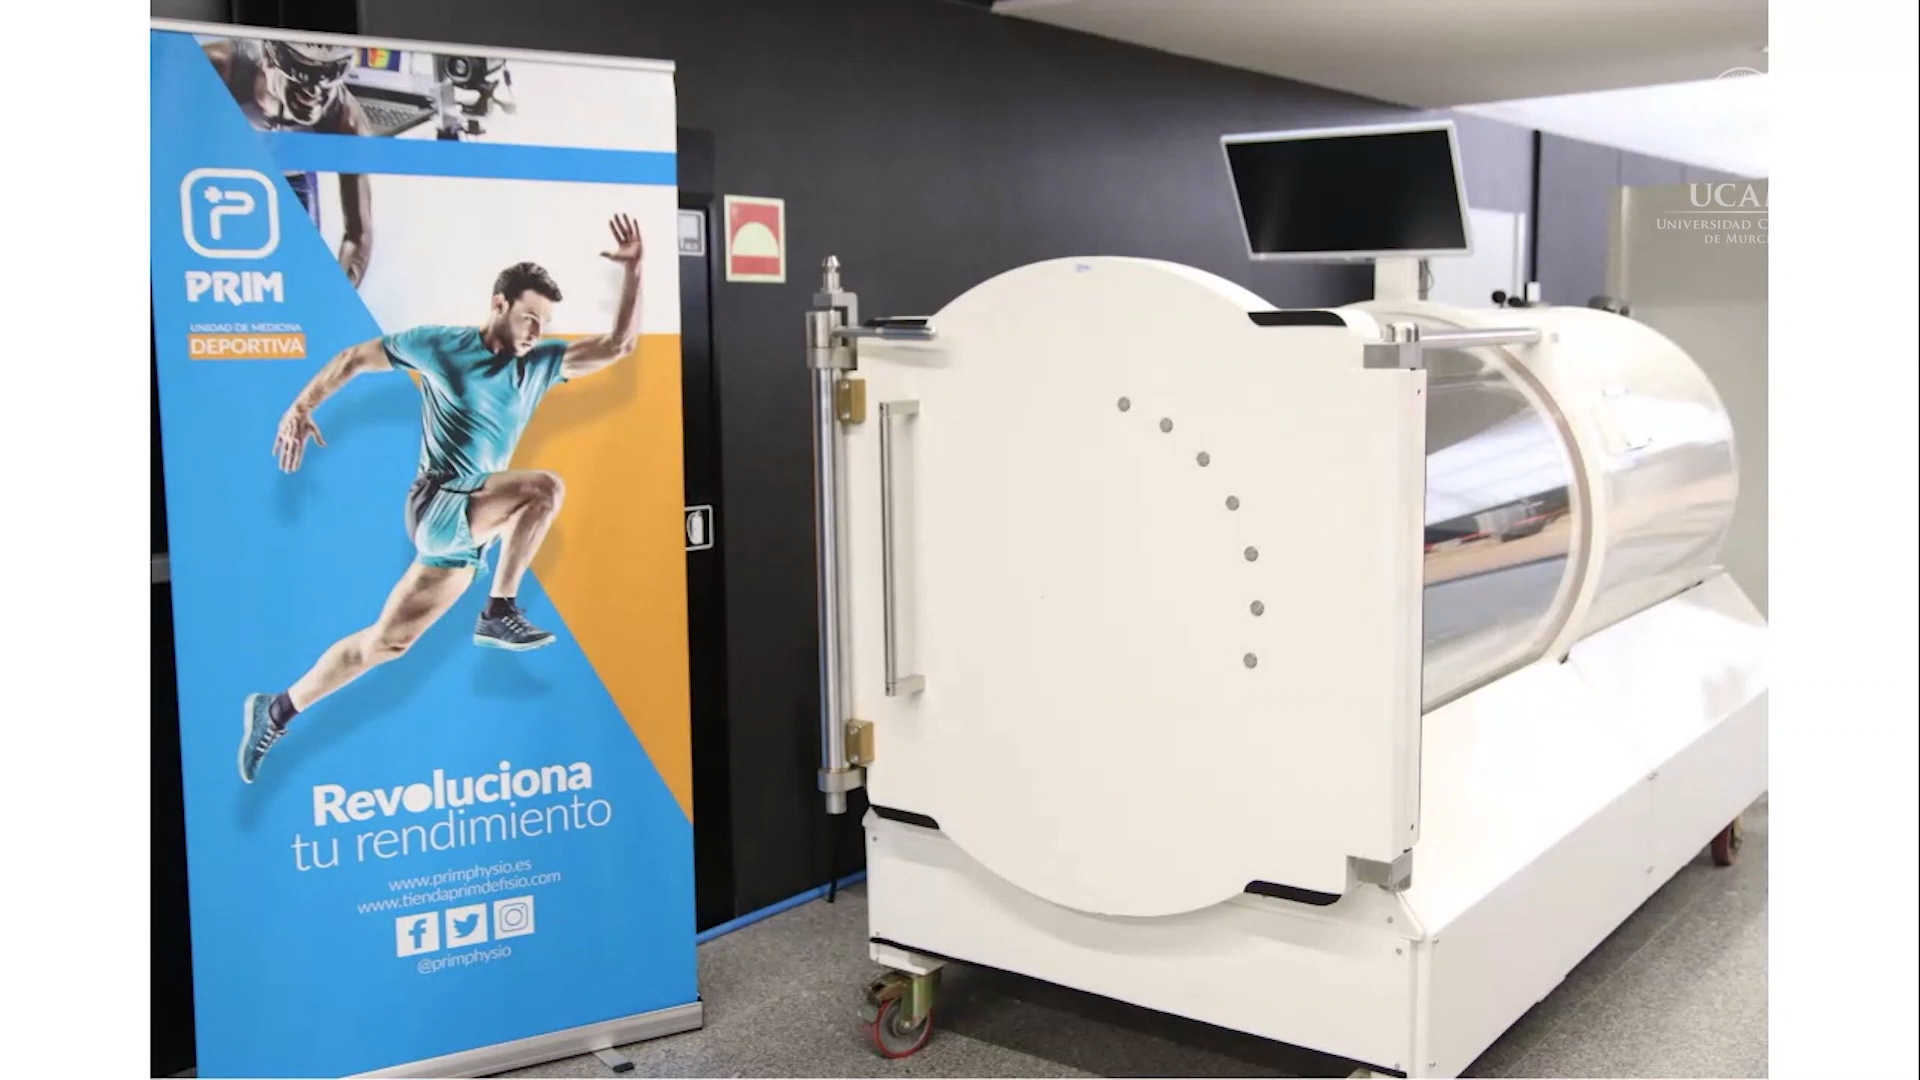 PRIM
UNIDAD DE MEDICINA
DEPORTIVA
Revoluciona
tu rendimiento
www.primphysio.es
www.tiendaprimdefisio.com
@primphysio
UCA
UNIVERSIDAD C
DE MURC